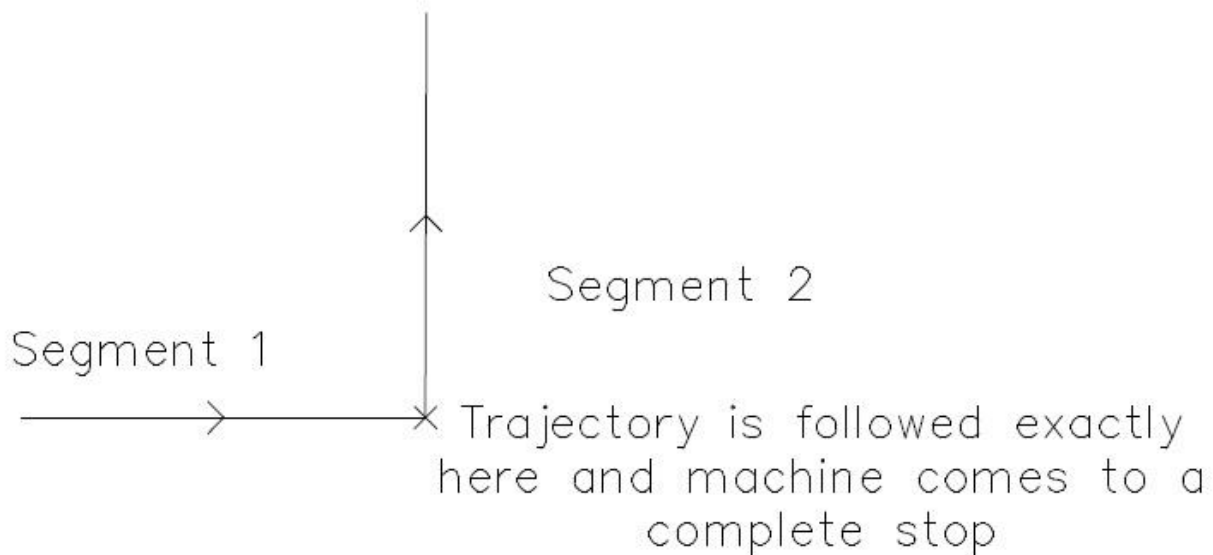 Segment 2
Segment 1
Trajectory is followed exactly
here and machine comes to a
complete stop